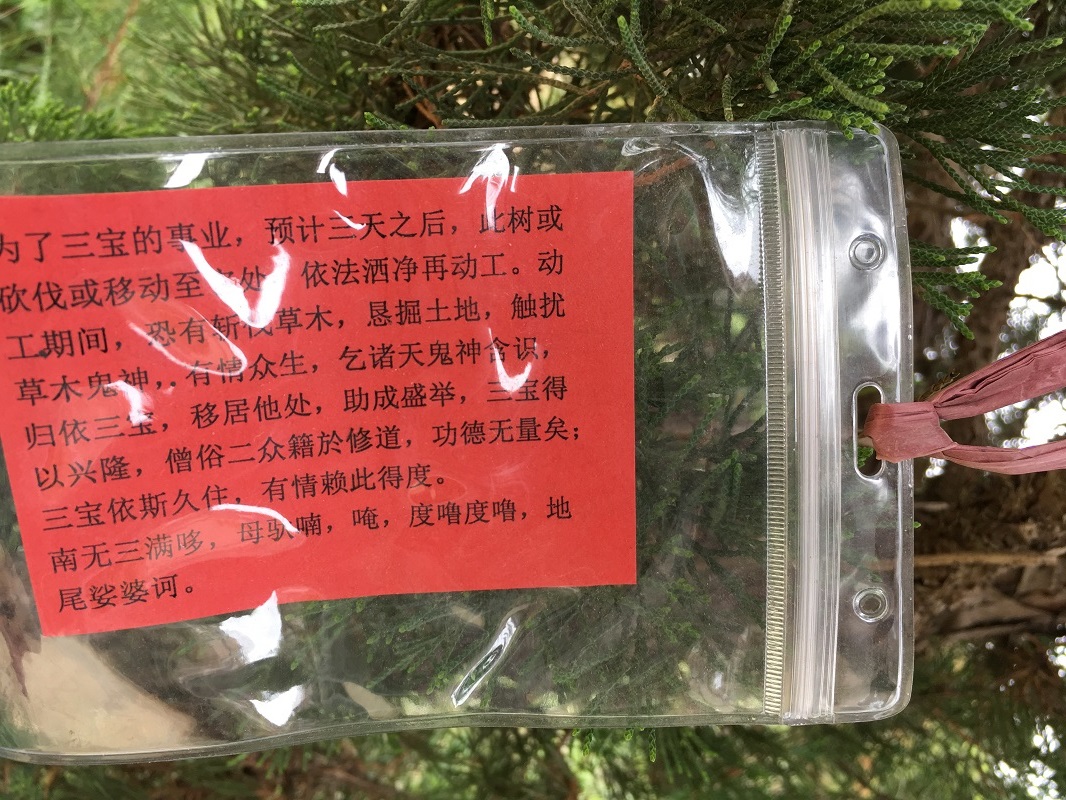 为了三宝的事业，预计三天之后，此树或
砍伐或移动至处，依法洒净再动工。动
工期间，恐有斩伐草木，恳掘土地，触扰
草木鬼神，有情众生，乞诸天鬼神含识，
归依三宝，移居他处，助成盛举，三宝得
以兴隆，僧俗二众籍於修道，功德无量矣；
三宝依斯久住，有情赖此得度。
南无三满哆，母驮喃，唵，度噜度噜，地
尾娑婆诃。